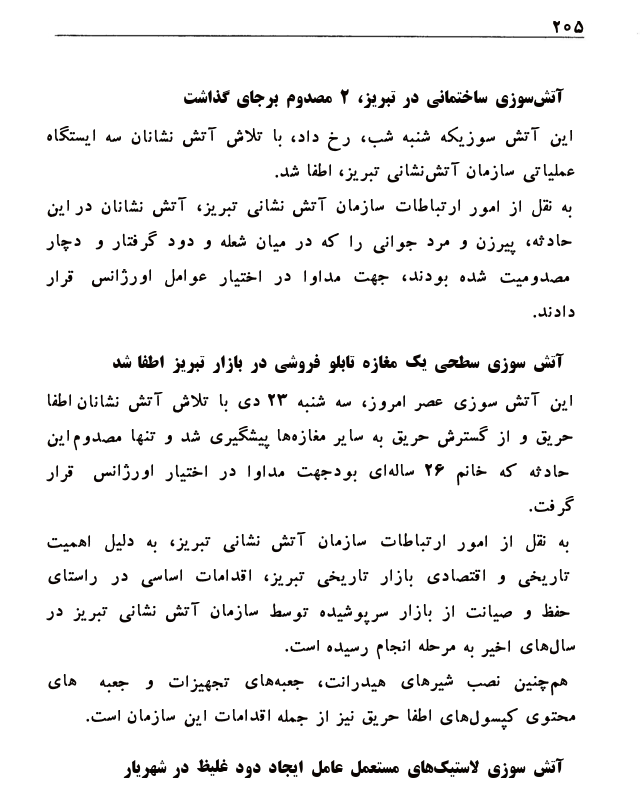 ۲۰۵
آتش‌سوزی ساختمانی در تبریز، ۲ مصدوم برجای گذاشت
این آتش سوزیکه شنبه شب، رخ داد، با تلاش آتش نشانان سه ایستگاه
عملیاتی سازمان آتش‌نشانی تبریز، اطفا شد.
به نقل از امور ارتباطات سازمان آتش نشانی تبریز، آتش نشانان در این
حادثه، پیرزن و مرد جوانی را که در میان شعله و دود گرفتار و دچار
مصدومیت شده بودند، جهت مداوا در اختیار عوامل اورژانس قرار
دادند.
آتش سوزی سطحی یک مغازه تابلو فروشی در بازار تبریز اطفا شد
این آتش سوزی عصر امروز، سه شنبه ۲۳ دی با تلاش آتش نشانان اطفا
حریق و از گسترش حریق به سایر مغازه‌ها پیشگیری شد و تنها مصدوم این
حادثه که خانم ۲۶ ساله‌ای بودجهت مداوا در اختیار اورژانس قرار
گرفت.
به نقل از امور ارتباطات سازمان آتش نشانی تبریز، به دلیل اهمیت
تاریخی و اقتصادی بازار تاریخی تبریز، اقدامات اساسی در راستای
حفظ و صیانت از بازار سرپوشیده توسط سازمان آتش نشانی تبریز در
سال‌های اخیر به مرحله انجام رسیده است.
هم‌چنین نصب شیرهای هیدرانت، جعبه‌های تجهیزات و جعبه های
محتوی کپسول‌های اطفا حریق نیز از جمله اقدامات این سازمان است.
آتش سوزی لاستیک‌های مستعمل عامل ایجاد دود غلیظ در شهریار